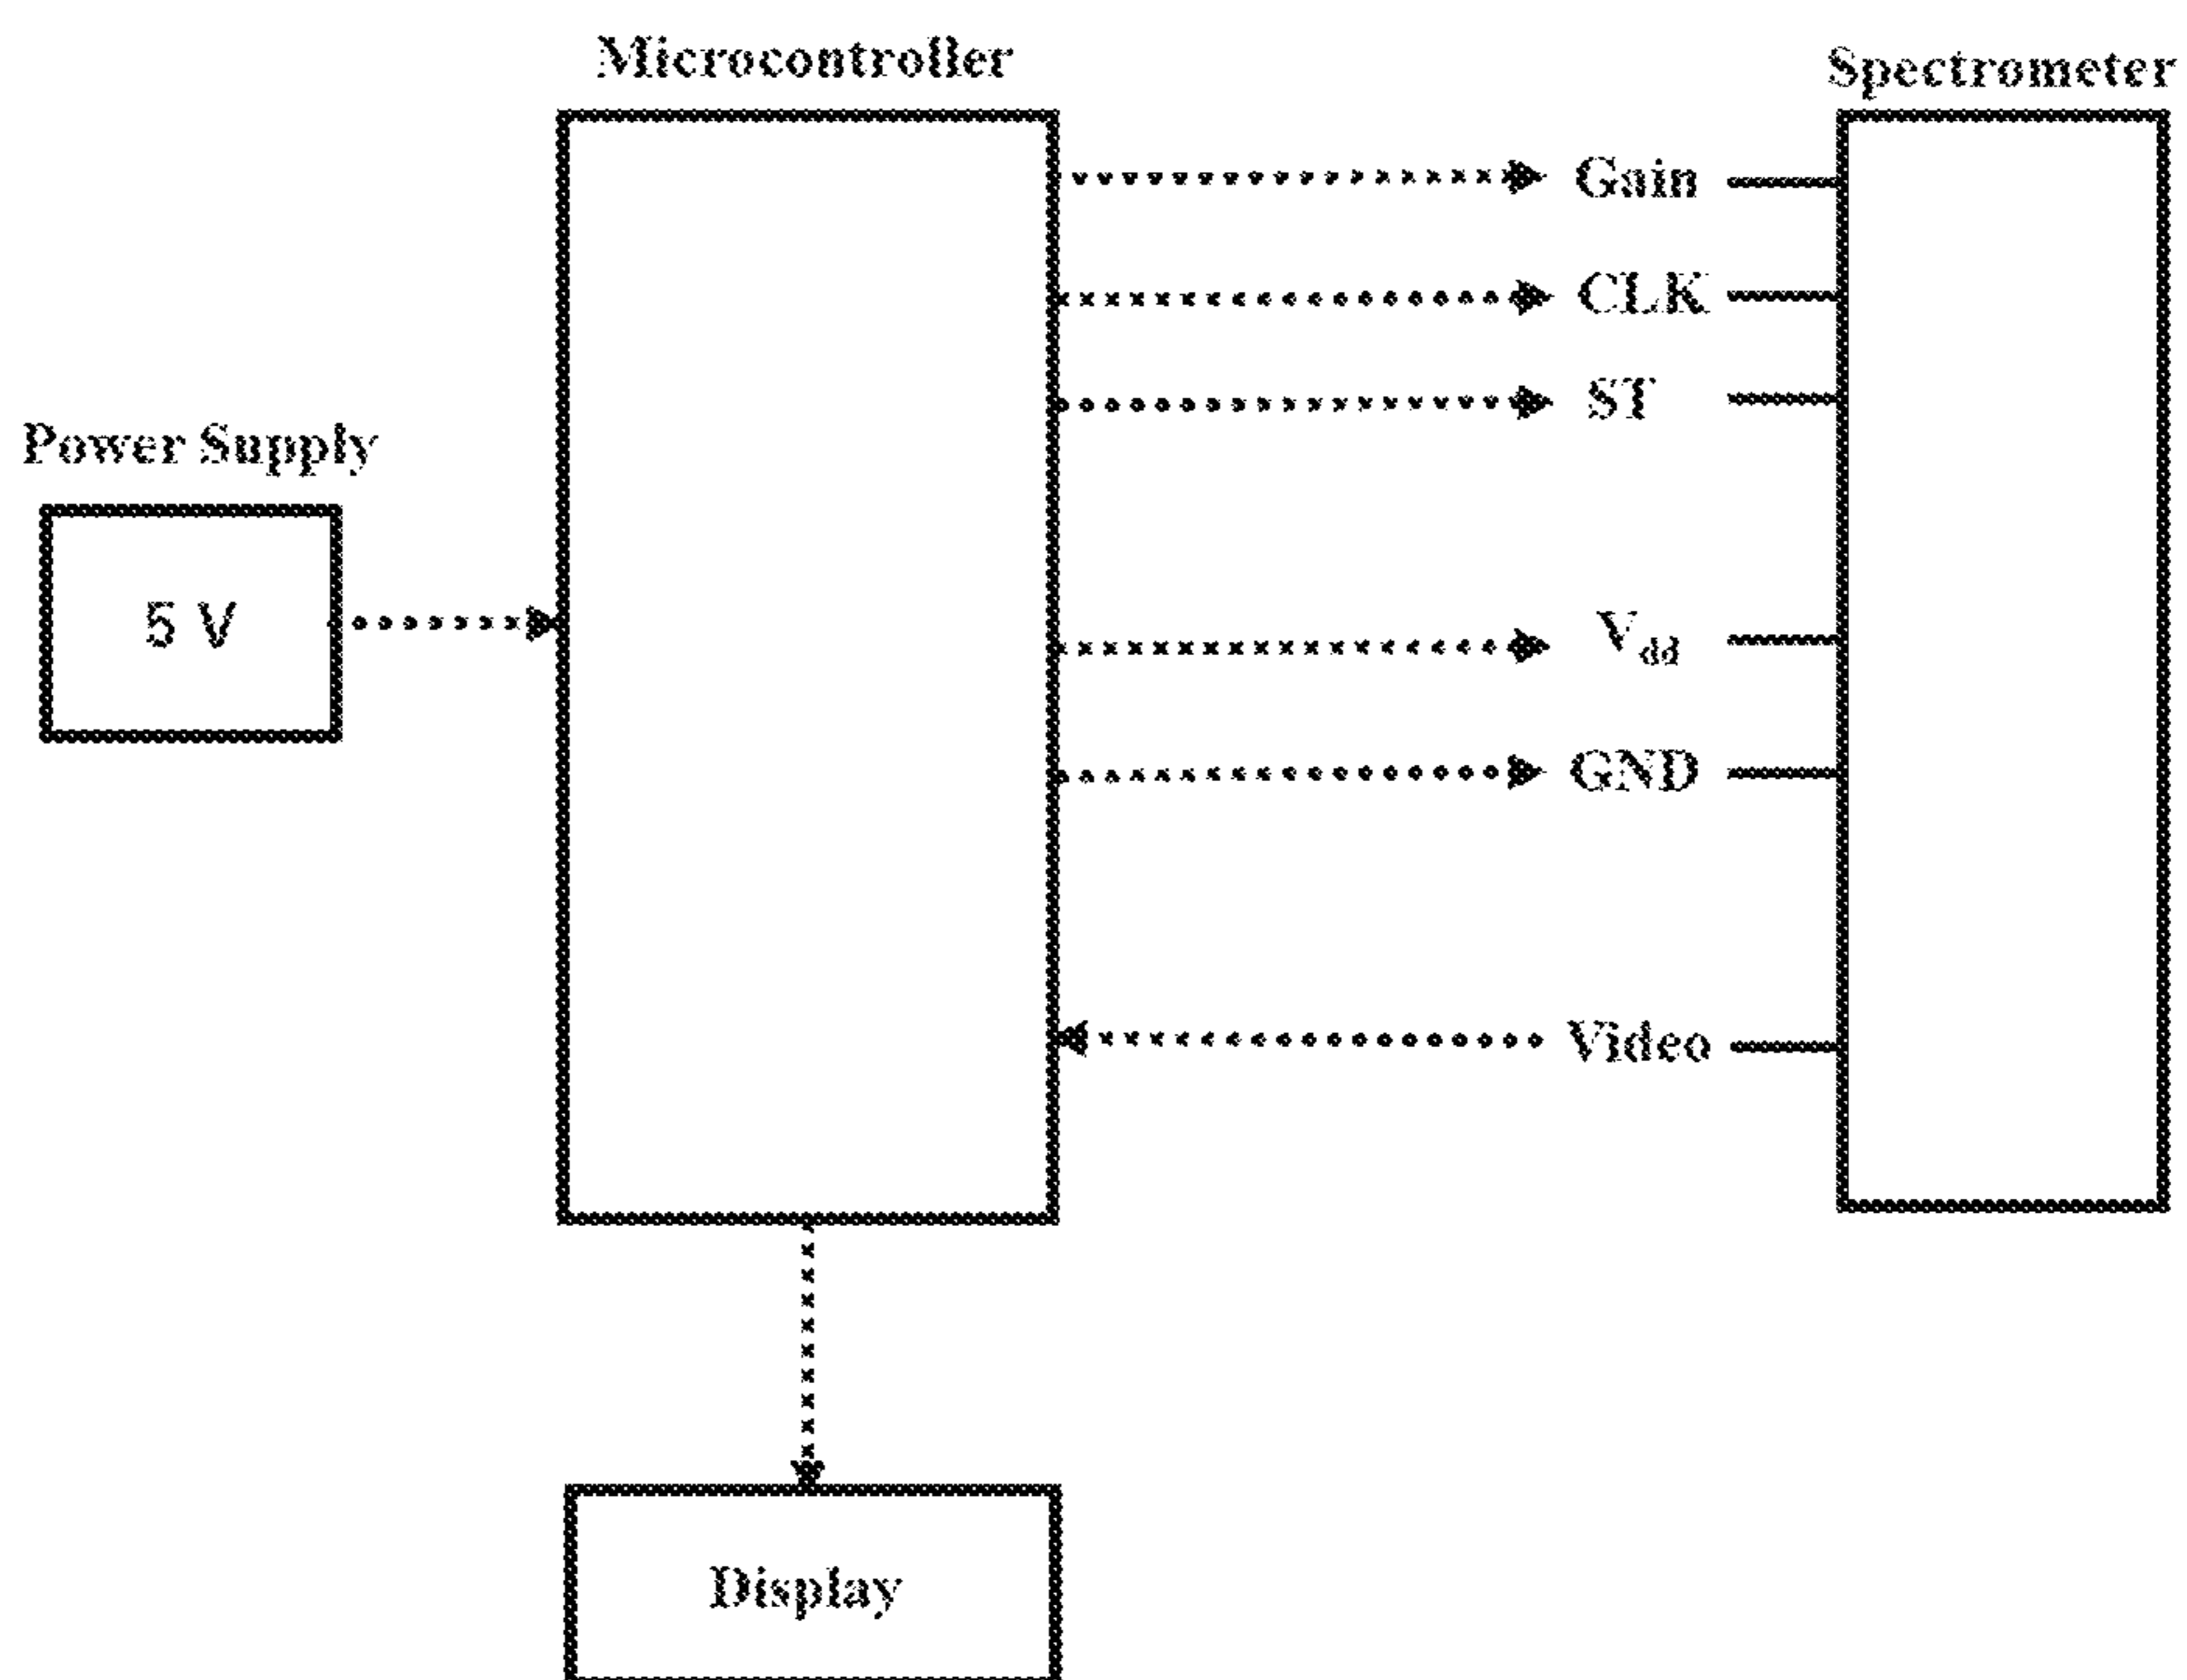 Microcontroller
Spectrometer
Gain
CLK
ST
Power Supply
5 V
Vdd
GND
Video
Display